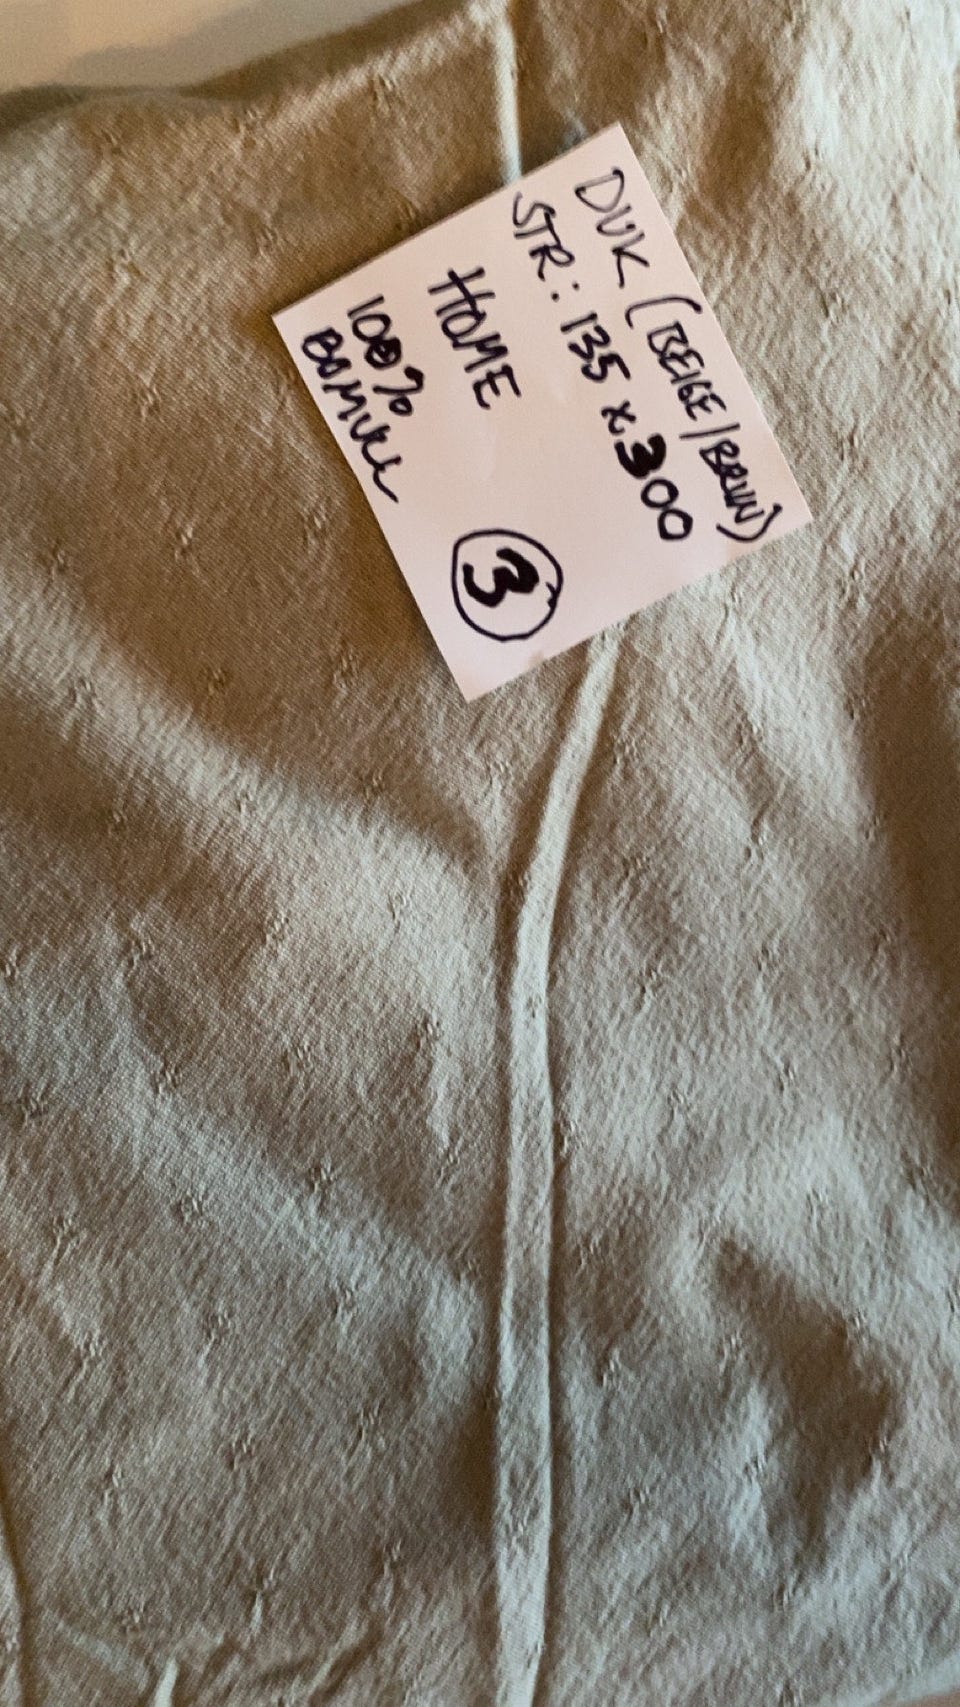 DUK (BEIGE/BRUN)
STR: 135 x 300
HOME
100%
BOMULL
3